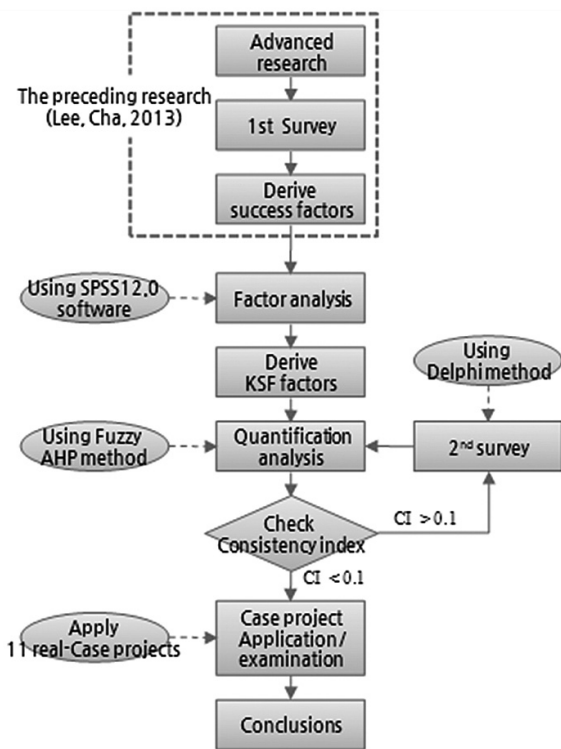 Advanced
research
The preceding research
(Lee, Cha, 2013)
1st Survey
Derive
success factors
Using SPSS12.0
software
Factor analysis
Derive
KSF factors
Using
Delphi method
Using Fuzzy
AHP method
Quantification
analysis
2nd survey
Check
Consistency index
CI > 0.1
CI < 0.1
Apply
11 real-Case projects
Case project
Application/
examination
Conclusions